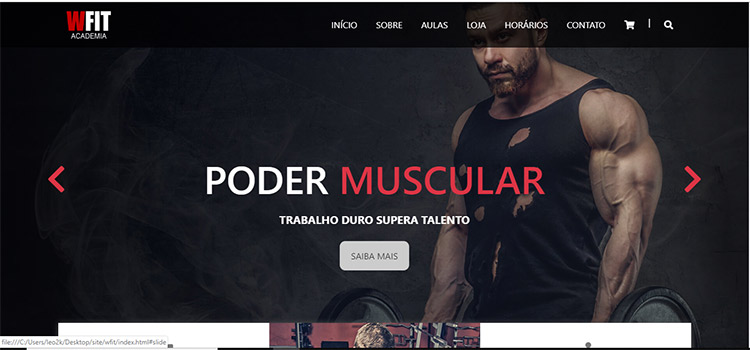 WFIT
ACADEMIA
INÍCIO SOBRE AULAS LOJA HORÁRIOS CONTATO
PODER MUSCULAR
TRABALHO DURO SUPERA TALENTO
SAIBA MAIS
file:///C:/Users/leo2k/Desktop/site/wfit/index.html#slide